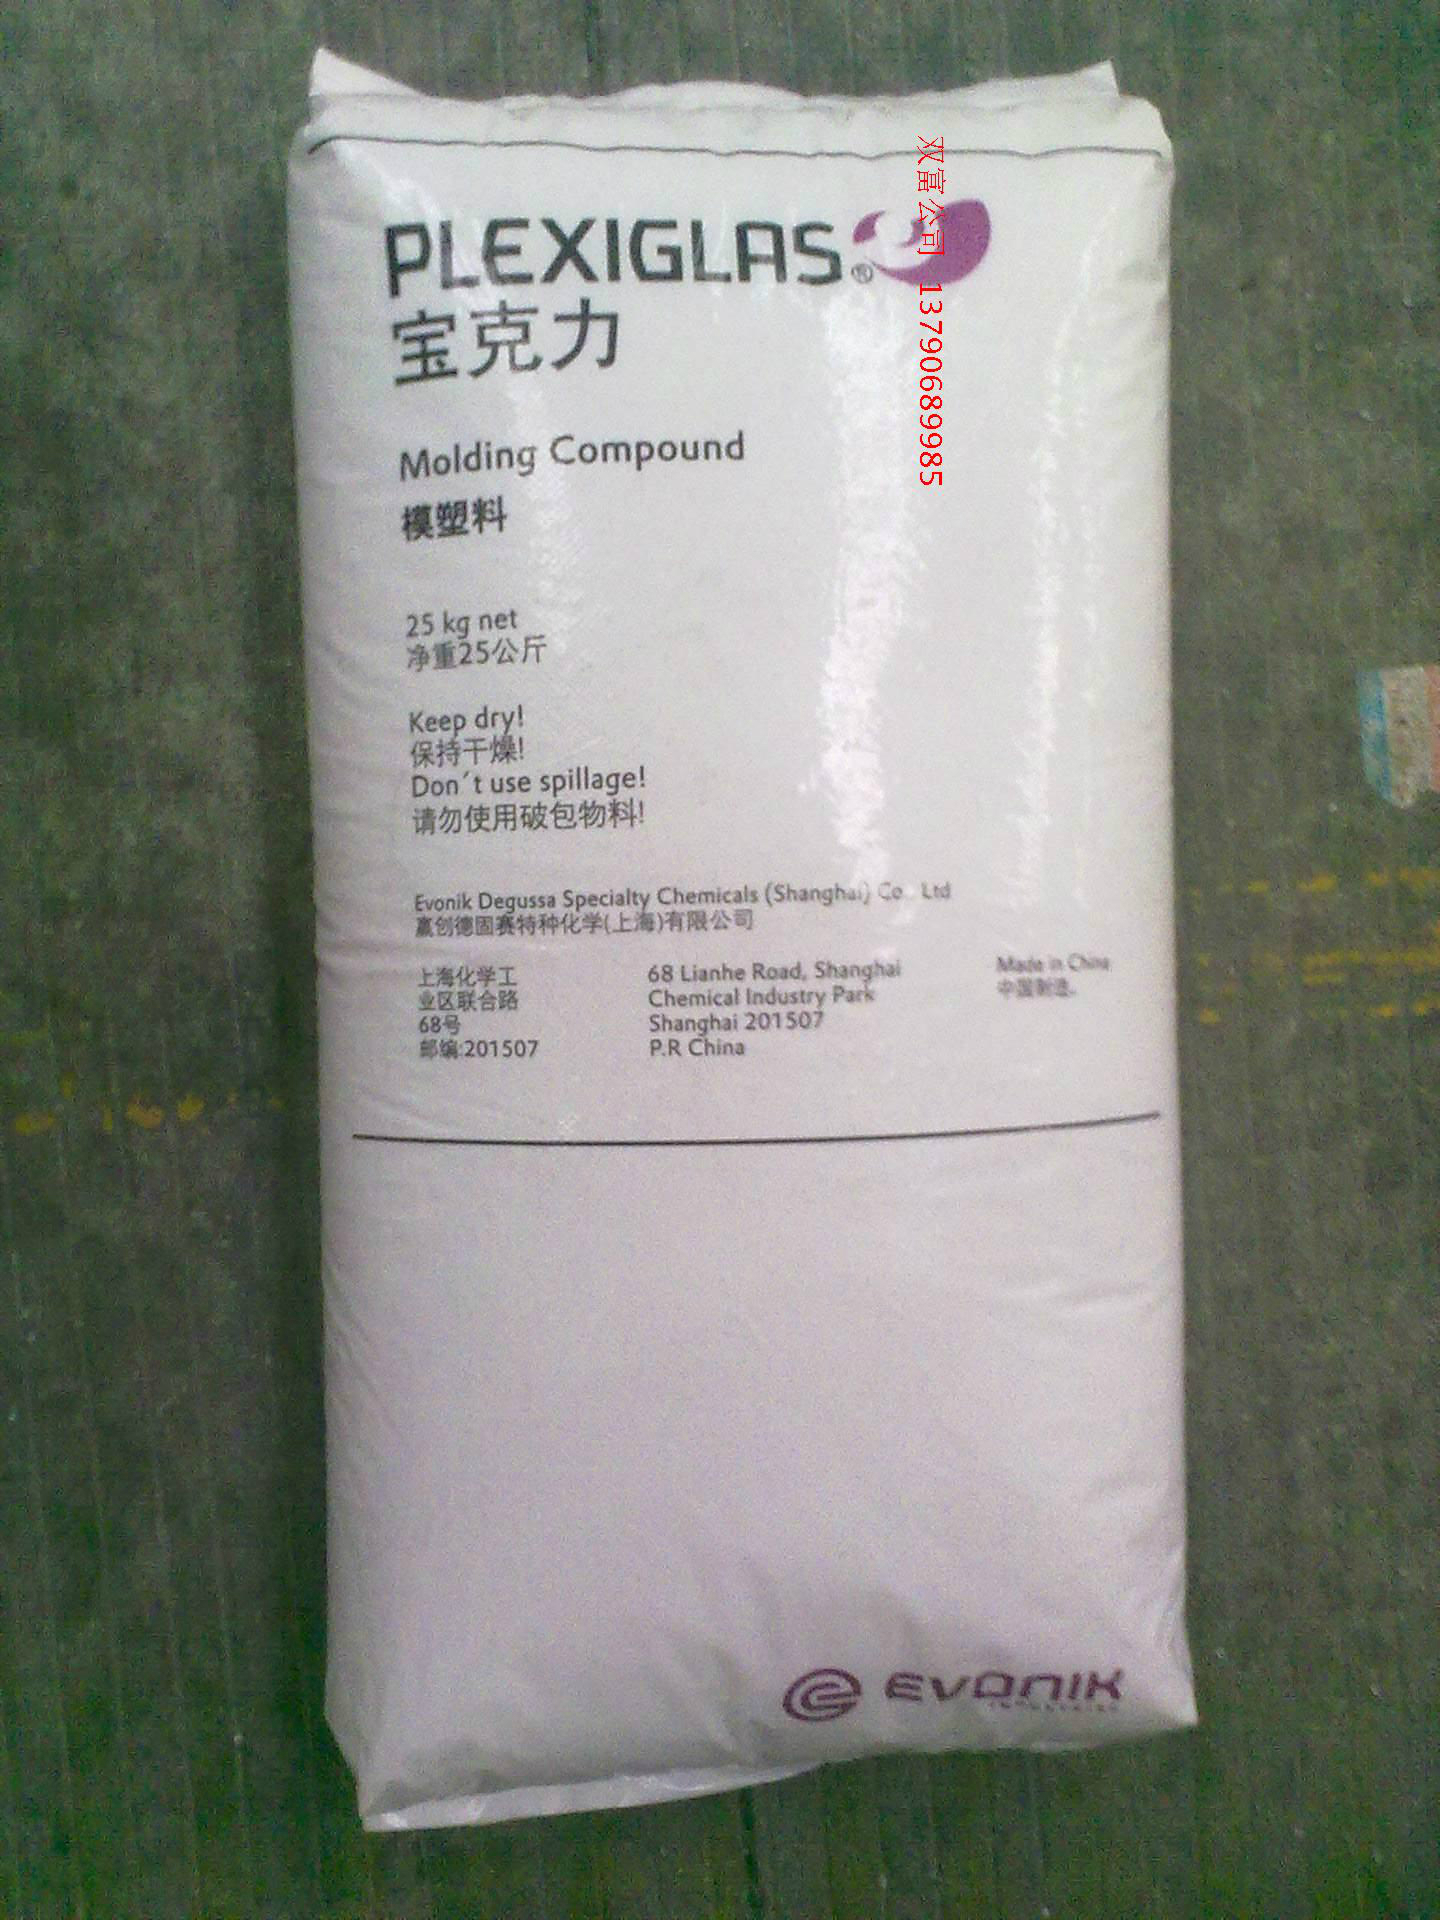 PLEXIGLAS®
宝克力
双富公司 13790689985
Molding Compound
模塑料
25 kg net
净重25公斤
Keep dry!
保持干燥!
Don´t use spillage!
请勿使用破包物料!
Evonik Degussa Specialty Chemicals (Shanghai) Co., Ltd
赢创德固赛特种化学(上海)有限公司
上海化学工
业区联合路
68号
邮编:201507
68 Lianhe Road, Shanghai
Chemical Industry Park
Shanghai 201507
P.R China
Made in China
中国制造.
EVONIK
INDUSTRIES